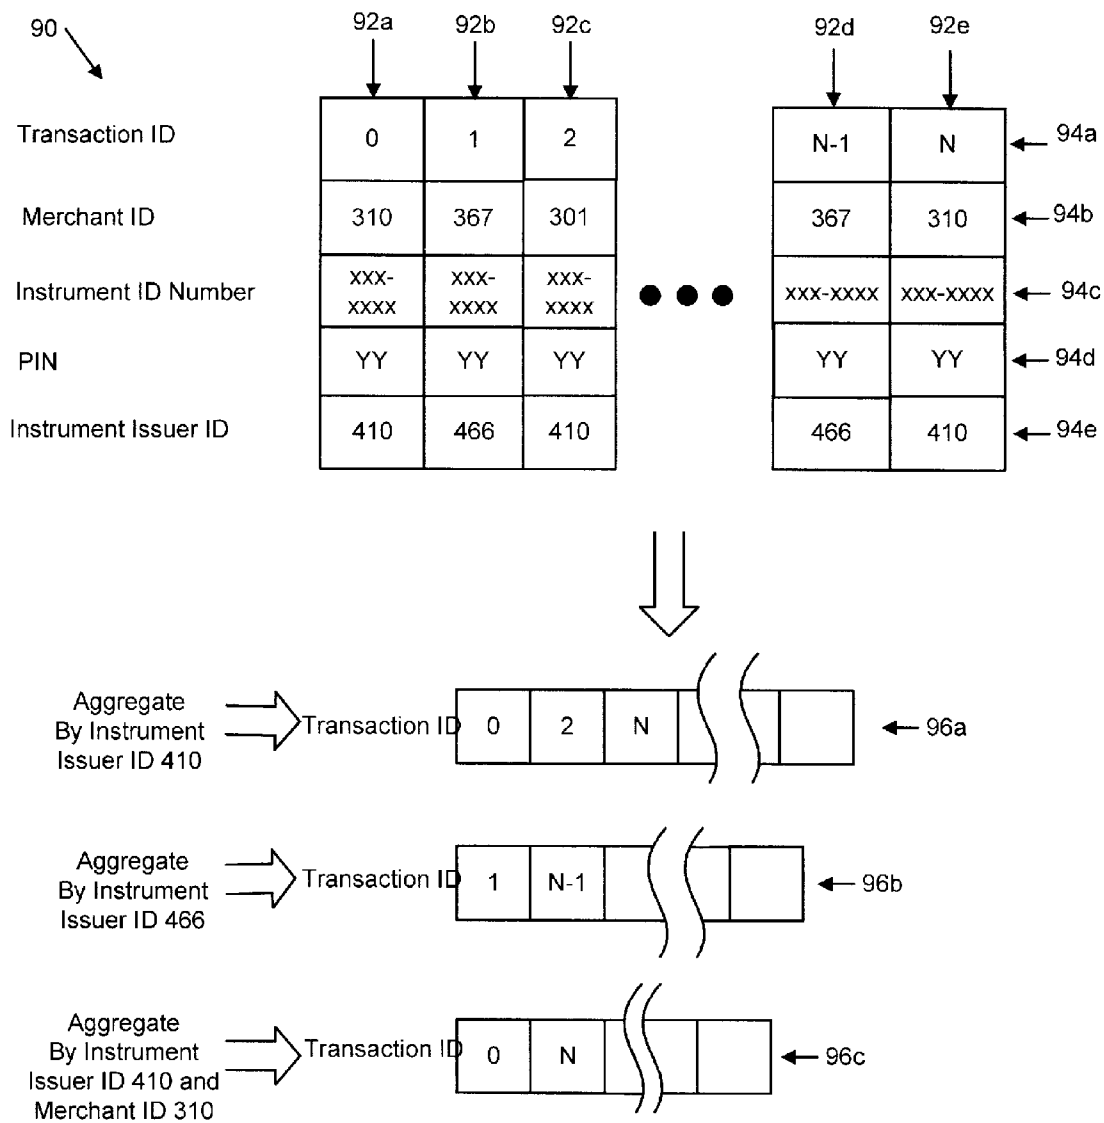 90
92a 92b 92c 92d 92e
Transaction ID 0 1 2 N-1 N 94a
Merchant ID 310 367 301 367 310 94b
Instrument ID Number xxx-xxxx xxx-xxxx xxx-xxxx xxx-xxxx xxx-xxxx 94c
PIN YY YY YY YY YY 94d
Instrument Issuer ID 410 466 410 466 410 94e
Aggregate
By Instrument
Issuer ID 410
Transaction ID 0 2 N 96a
Aggregate
By Instrument
Issuer ID 466
Transaction ID 1 N-1 96b
Aggregate
By Instrument
Issuer ID 410 and
Merchant ID 310
Transaction ID 0 N 96c